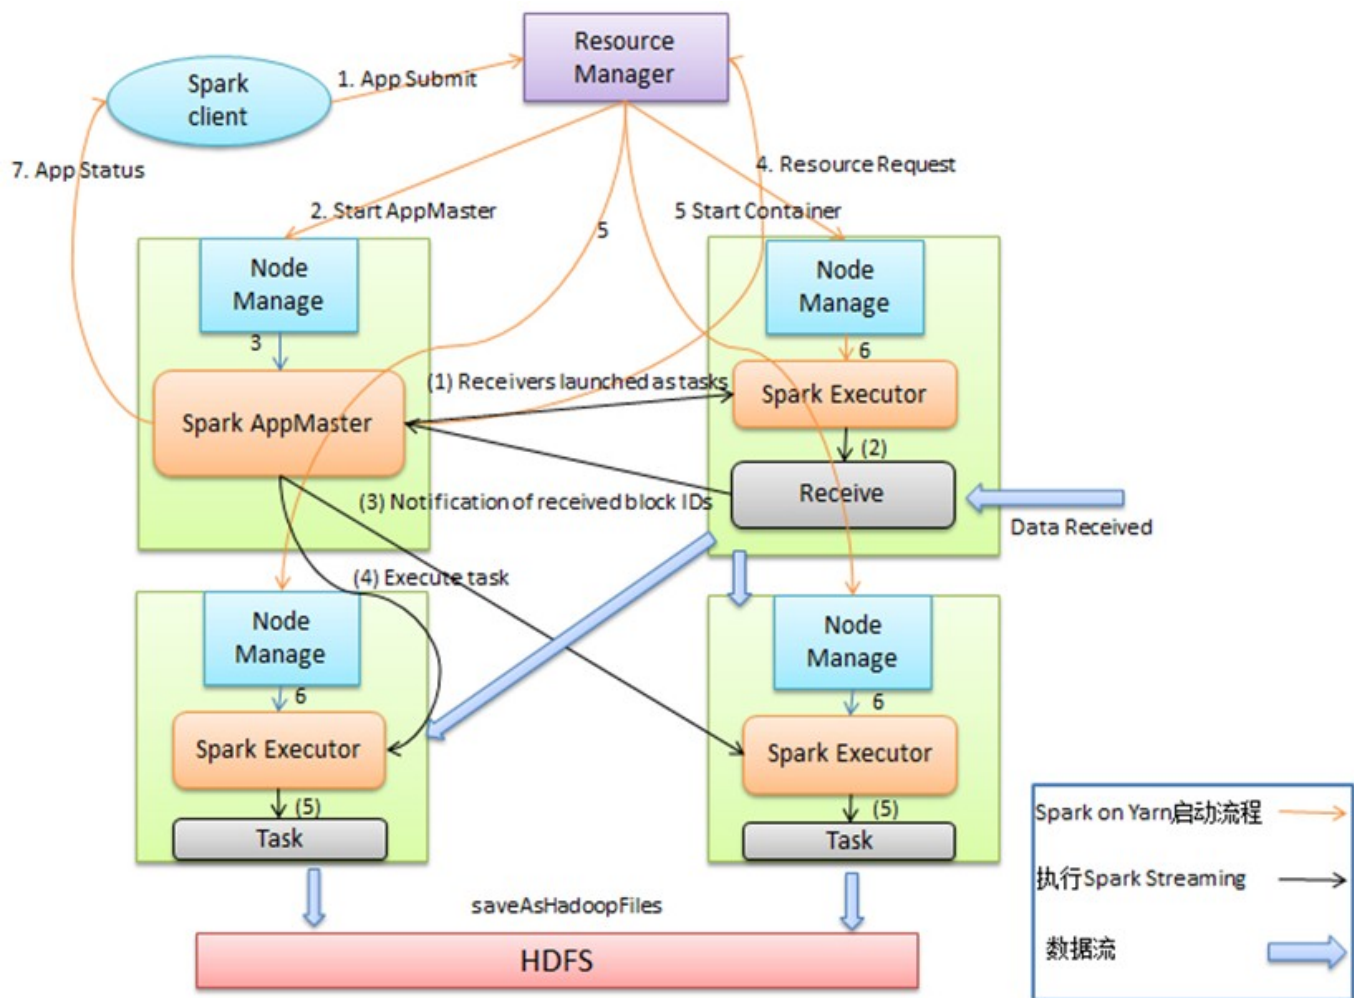 Resource
Manager
Spark
client
1. App Submit
7. App Status
4. Resource Request
2. Start AppMaster
5
5 Start Container
Node
Manage
Node
Manage
3
6
(1) Receivers launched as tasks
Spark AppMaster
Spark Executor
(2)
Receive
(3) Notification of received block IDs
Data Received
(4) Execute task
Node
Manage
Node
Manage
6
6
Spark Executor
Spark Executor
(5)
(5)
Task
Task
saveAsHadoopFiles
HDFS
Spark on Yarn启动流程
执行Spark Streaming
数据流